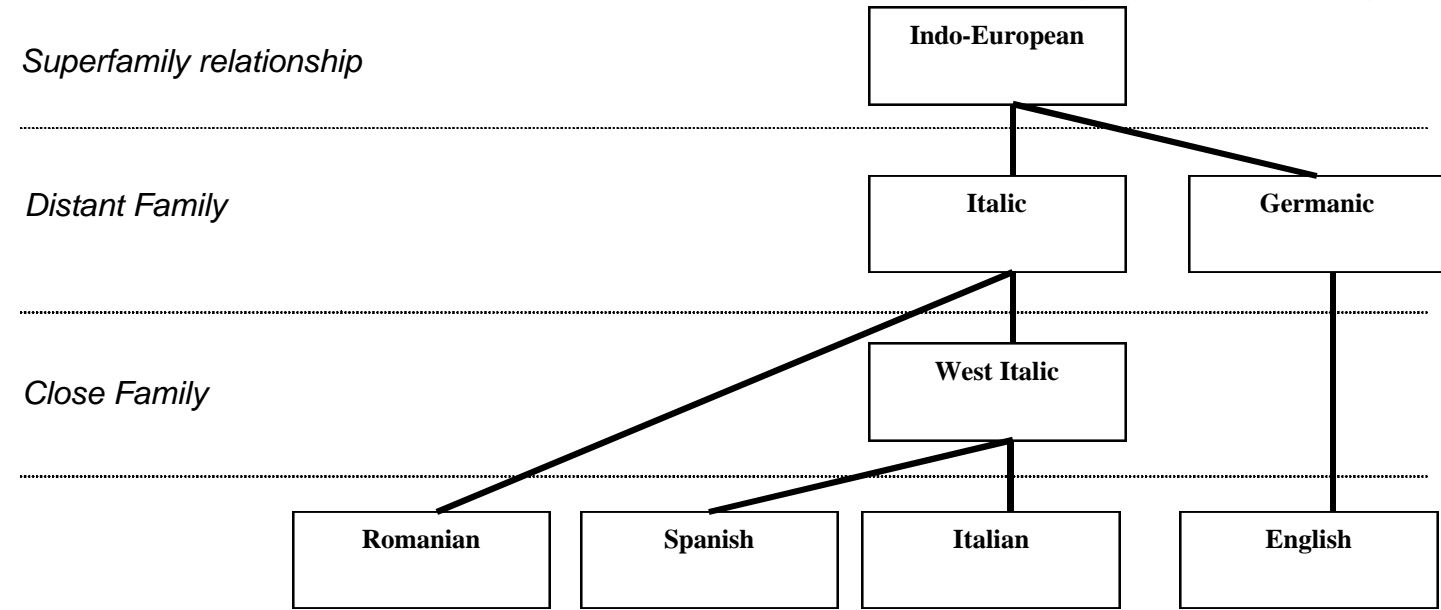 Indo-European
Superfamily relationship
Distant Family
Italic
Germanic
Close Family
West Italic
Romanian
Spanish
Italian
English